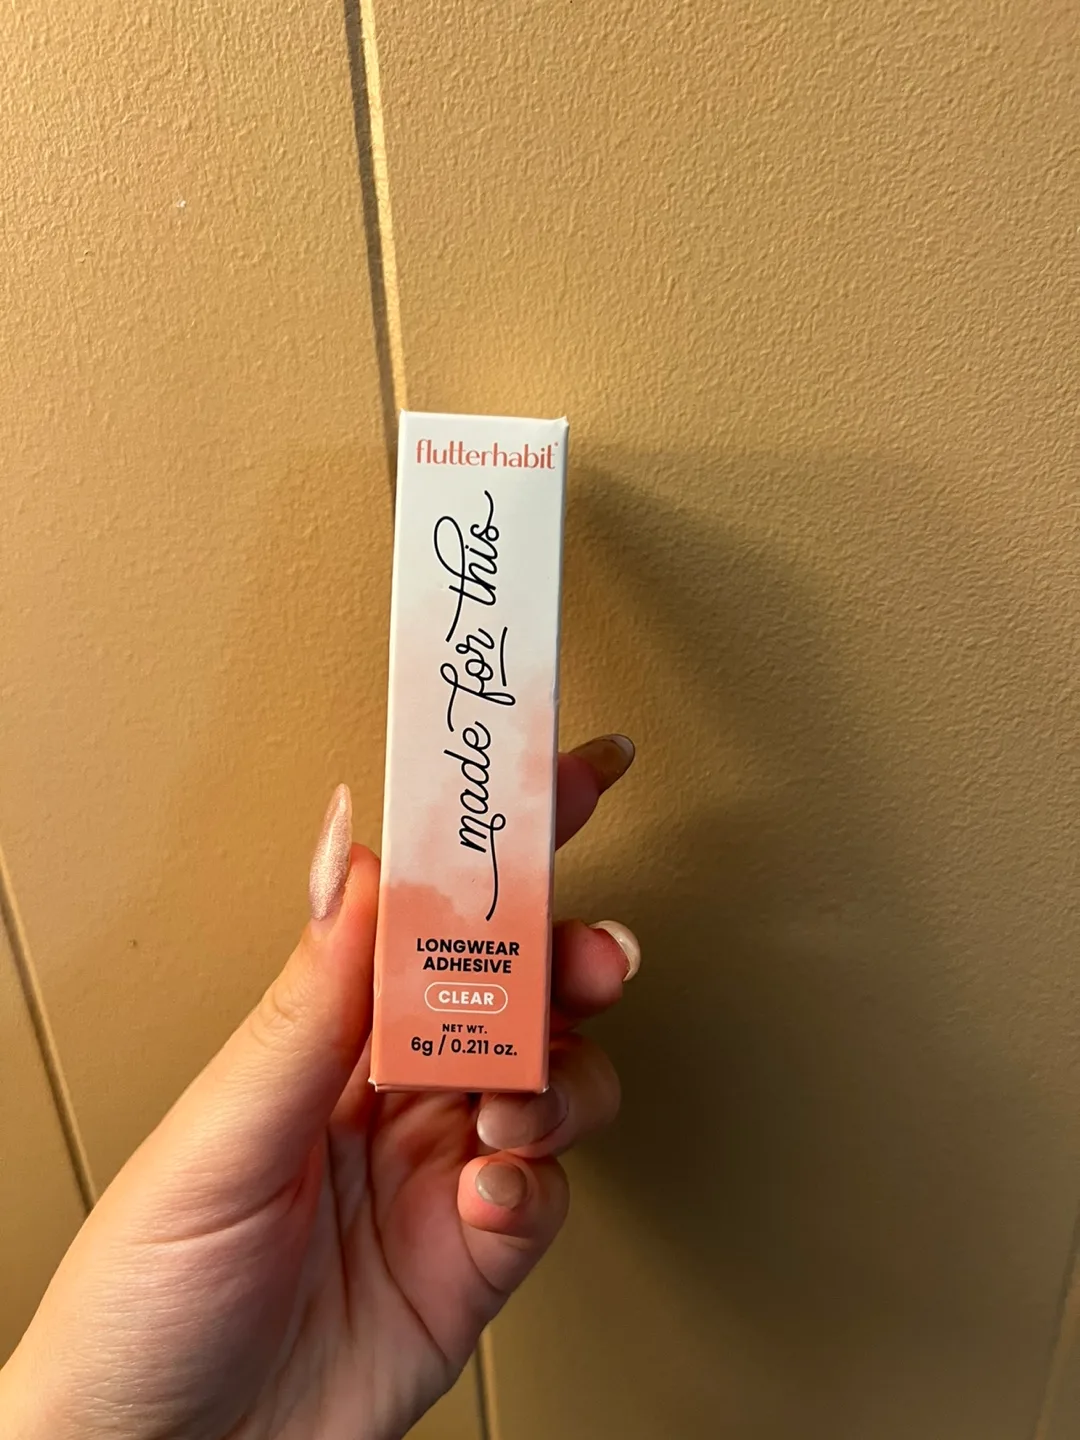 flutterhabit
made for this
LONGWEAR
ADHESIVE
CLEAR
NET WT.
6g / 0.211 oz.